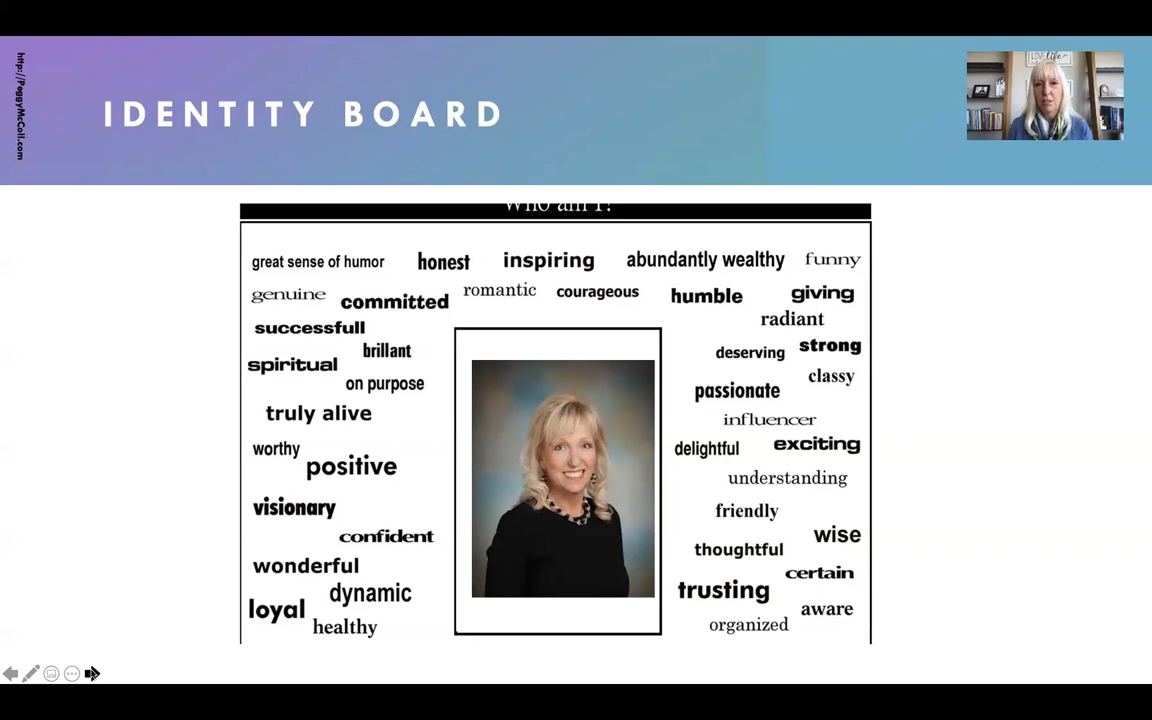 http://PeggyMcColl.com
IDENTITY BOARD
Who am I?
great sense of humor honest inspiring abundantly wealthy funny
genuine committed romantic courageous humble giving
radiant
successfull
brillant deserving strong
spiritual
on purpose passionate classy
truly alive influencer
worthy delightful exciting
positive understanding
visionary friendly
confident thoughtful wise
wonderful certain
dynamic trusting
loyal aware
healthy organized